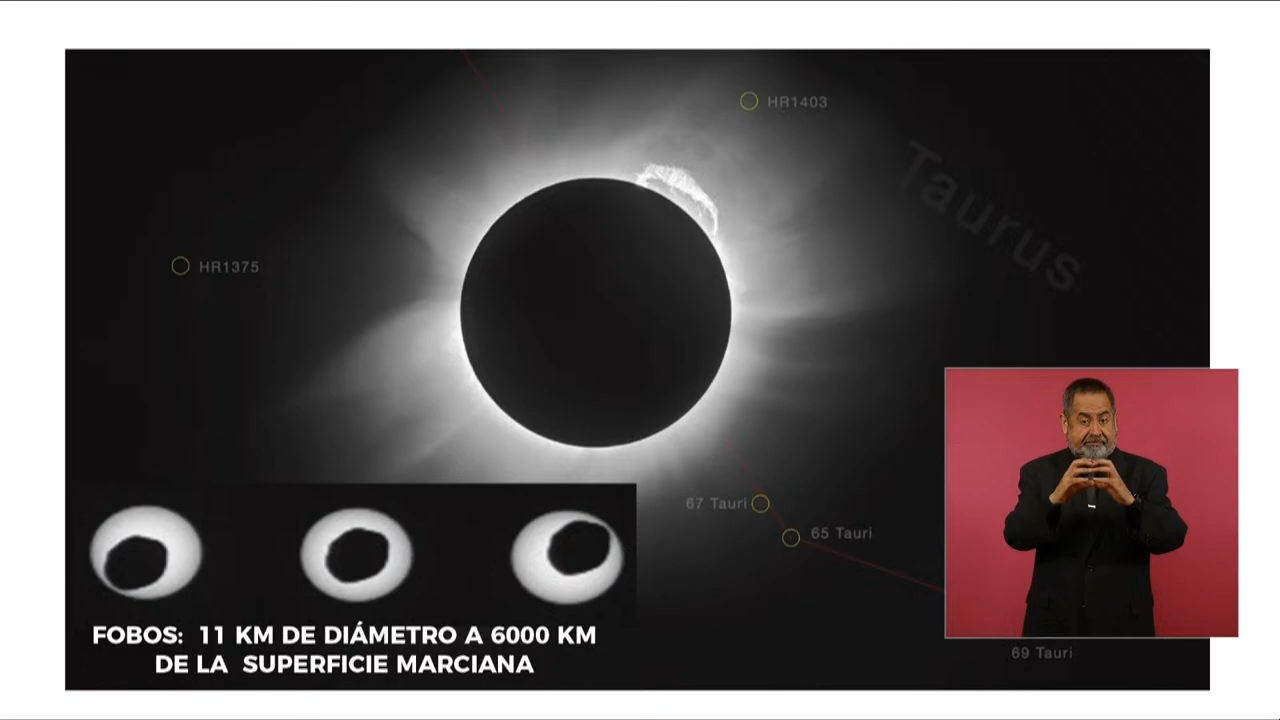 HR1403
Taurus
HR1375
67 Tauri
65 Tauri
FOBOS:  11 KM DE DIÁMETRO A 6000 KM
DE LA  SUPERFICIE MARCIANA
69 Tauri